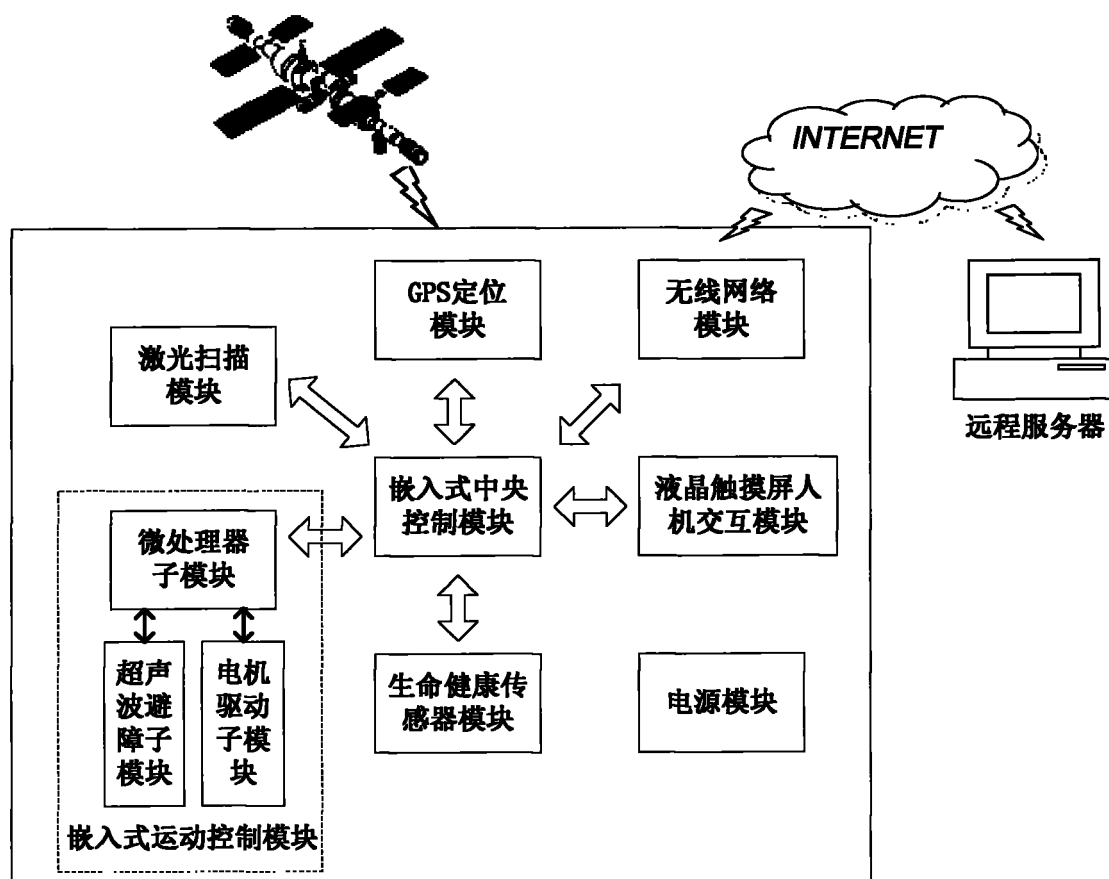 INTERNET
GPS定位
模块
无线网络
模块
激光扫描
模块
远程服务器
嵌入式中央
控制模块
液晶触摸屏人
机交互模块
微处理器
子模块
超声
波避
障子
模块
电机
驱动
子模
块
生命健康传
感器模块
电源模块
嵌入式运动控制模块